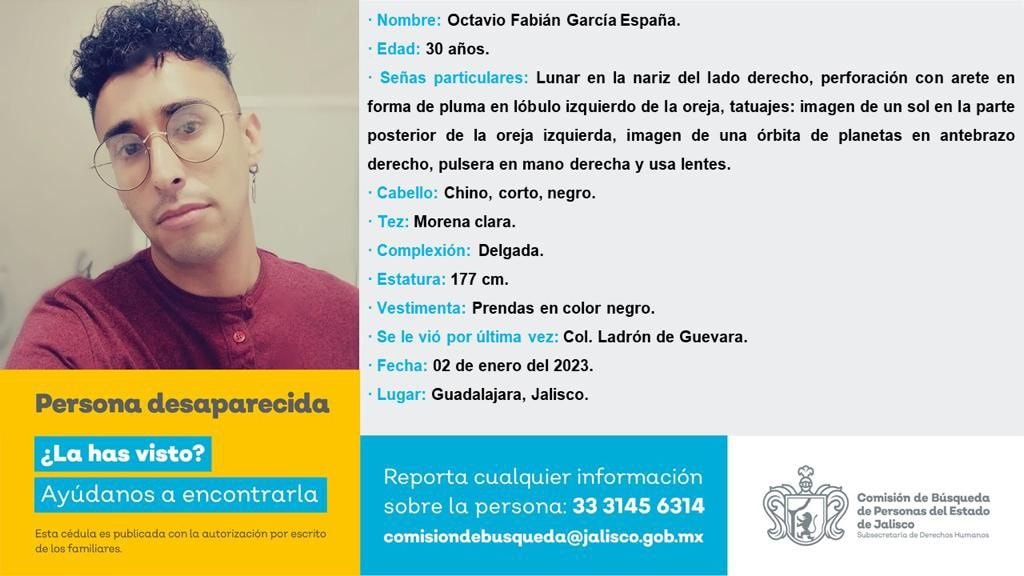 · Nombre: Octavio Fabián García España.
· Edad: 30 años.
· Señas particulares: Lunar en la nariz del lado derecho, perforación con arete en
forma de pluma en lóbulo izquierdo de la oreja, tatuajes: imagen de un sol en la parte
posterior de la oreja izquierda, imagen de una órbita de planetas en antebrazo
derecho, pulsera en mano derecha y usa lentes.
· Cabello: Chino, corto, negro.
· Tez: Morena clara.
· Complexión: Delgada.
· Estatura: 177 cm.
· Vestimenta: Prendas en color negro.
· Se le vió por última vez: Col. Ladrón de Guevara.
· Fecha: 02 de enero del 2023.
· Lugar: Guadalajara, Jalisco.
Persona desaparecida
¿La has visto?
Ayúdanos a encontrarla
Esta cédula es publicada con la autorización por escrito
de los familiares.
Reporta cualquier información
sobre la persona: 33 3145 6314
comisiondebusqueda@jalisco.gob.mx
Comisión de Búsqueda
de Personas del Estado
de Jalisco
Subsecretaría de Derechos Humanos